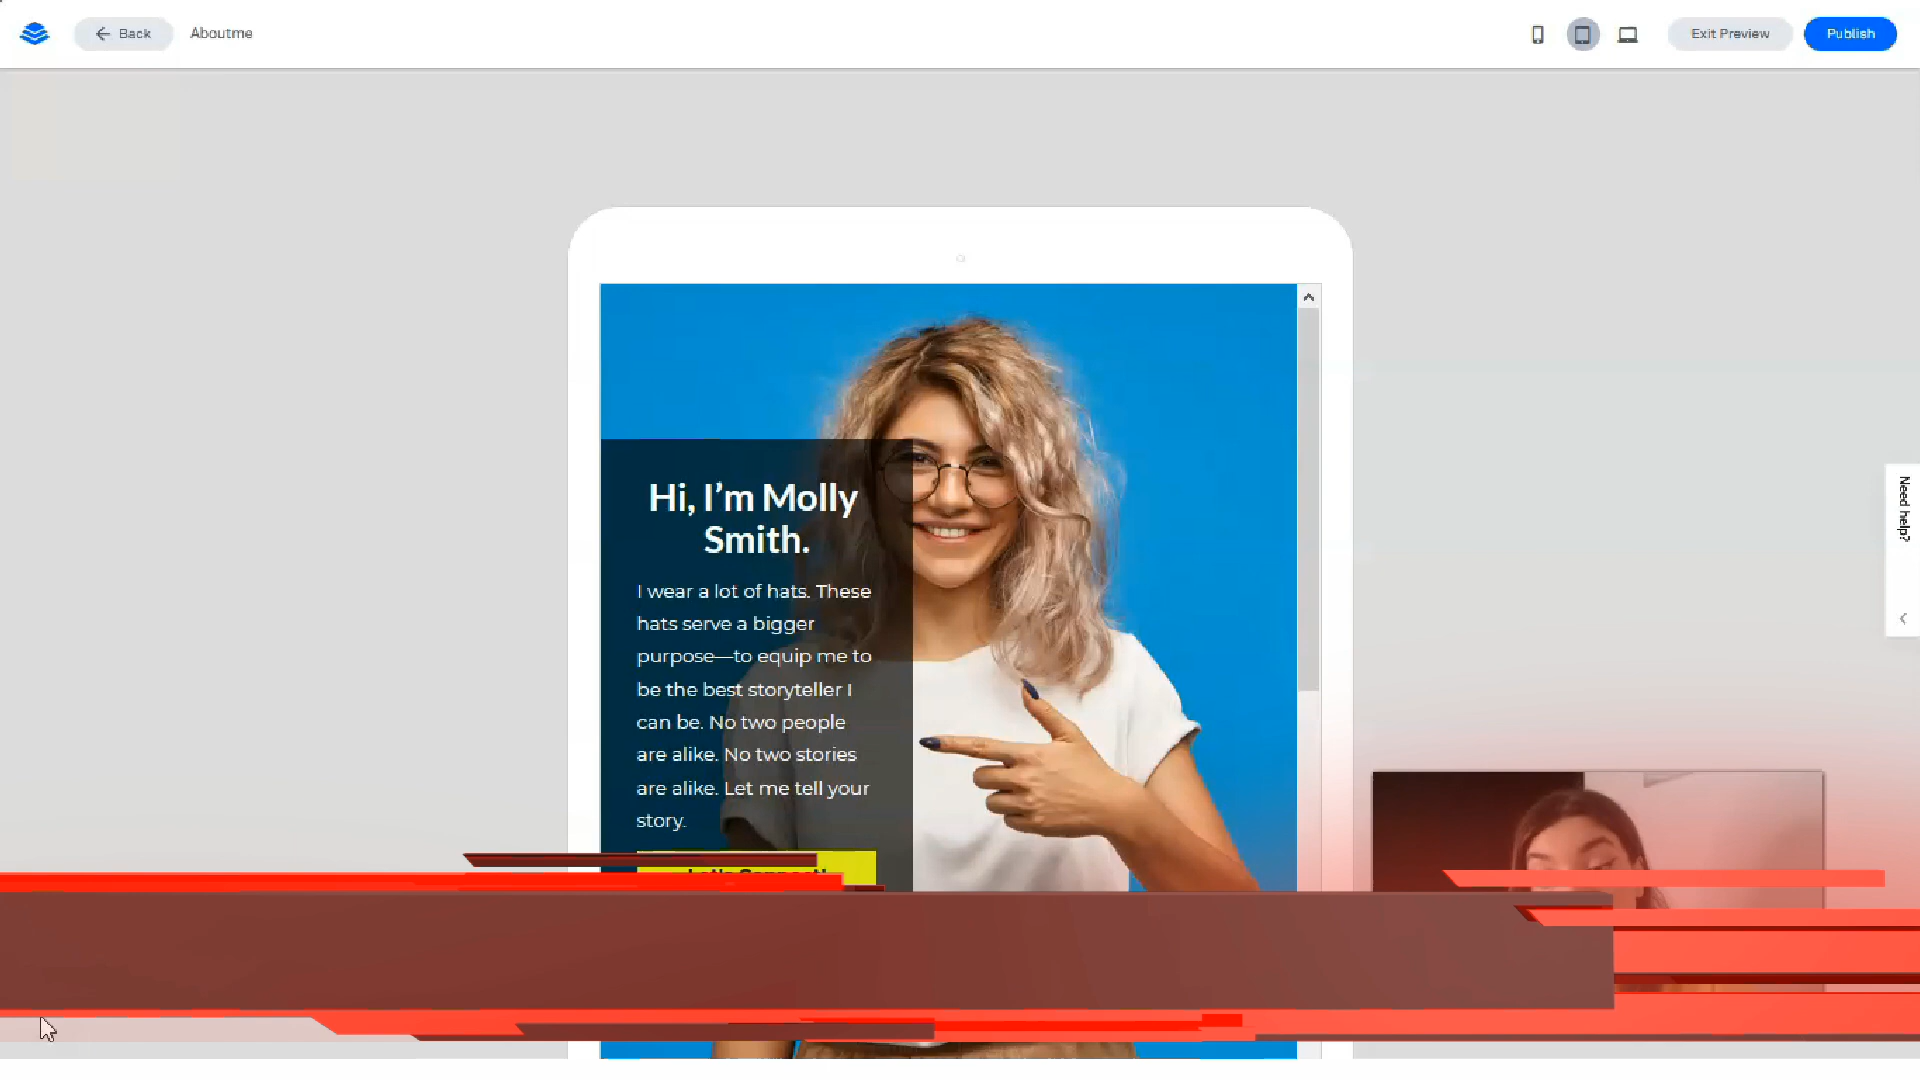 Back
Aboutme
Exit Preview
Publish
Need help?
Hi, I'm Molly
Smith.
I wear a lot of hats. These
hats serve a bigger
purpose—to equip me to
be the best storyteller I
can be. No two people
are alike. No two stories
are alike. Let me tell your
story.